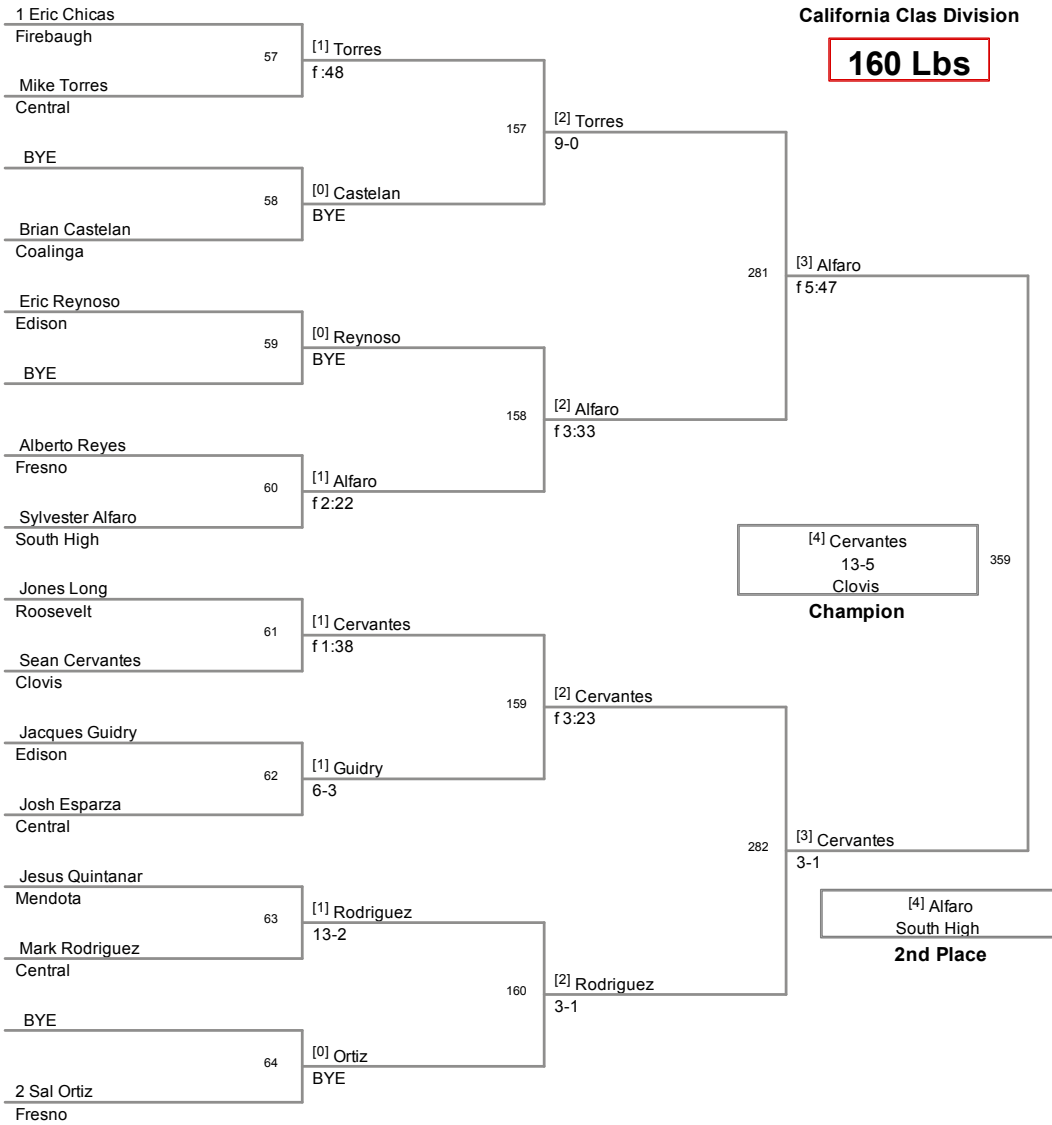 California Clas Division
160 Lbs
1 Eric Chicas
Firebaugh
57
Mike Torres
Central
BYE
58
Brian Castelan
Coalinga
Eric Reynoso
Edison
59
BYE
Alberto Reyes
Fresno
60
Sylvester Alfaro
South High
Jones Long
Roosevelt
61
Sean Cervantes
Clovis
Jacques Guidry
Edison
62
Josh Esparza
Central
Jesus Quintanar
Mendota
63
Mark Rodriguez
Central
BYE
64
2 Sal Ortiz
Fresno
[1] Torres
f :48
157
[0] Castelan
BYE
[0] Reynoso
BYE
158
[1] Alfaro
f 2:22
[1] Cervantes
f 1:38
159
[1] Guidry
6-3
[1] Rodriguez
13-2
160
[0] Ortiz
BYE
[2] Torres
9-0
281
[2] Alfaro
f 3:33
[2] Cervantes
f 3:23
282
[2] Rodriguez
3-1
[3] Alfaro
f 5:47
[4] Cervantes
13-5
Clovis
359
Champion
[3] Cervantes
3-1
[4] Alfaro
South High
2nd Place